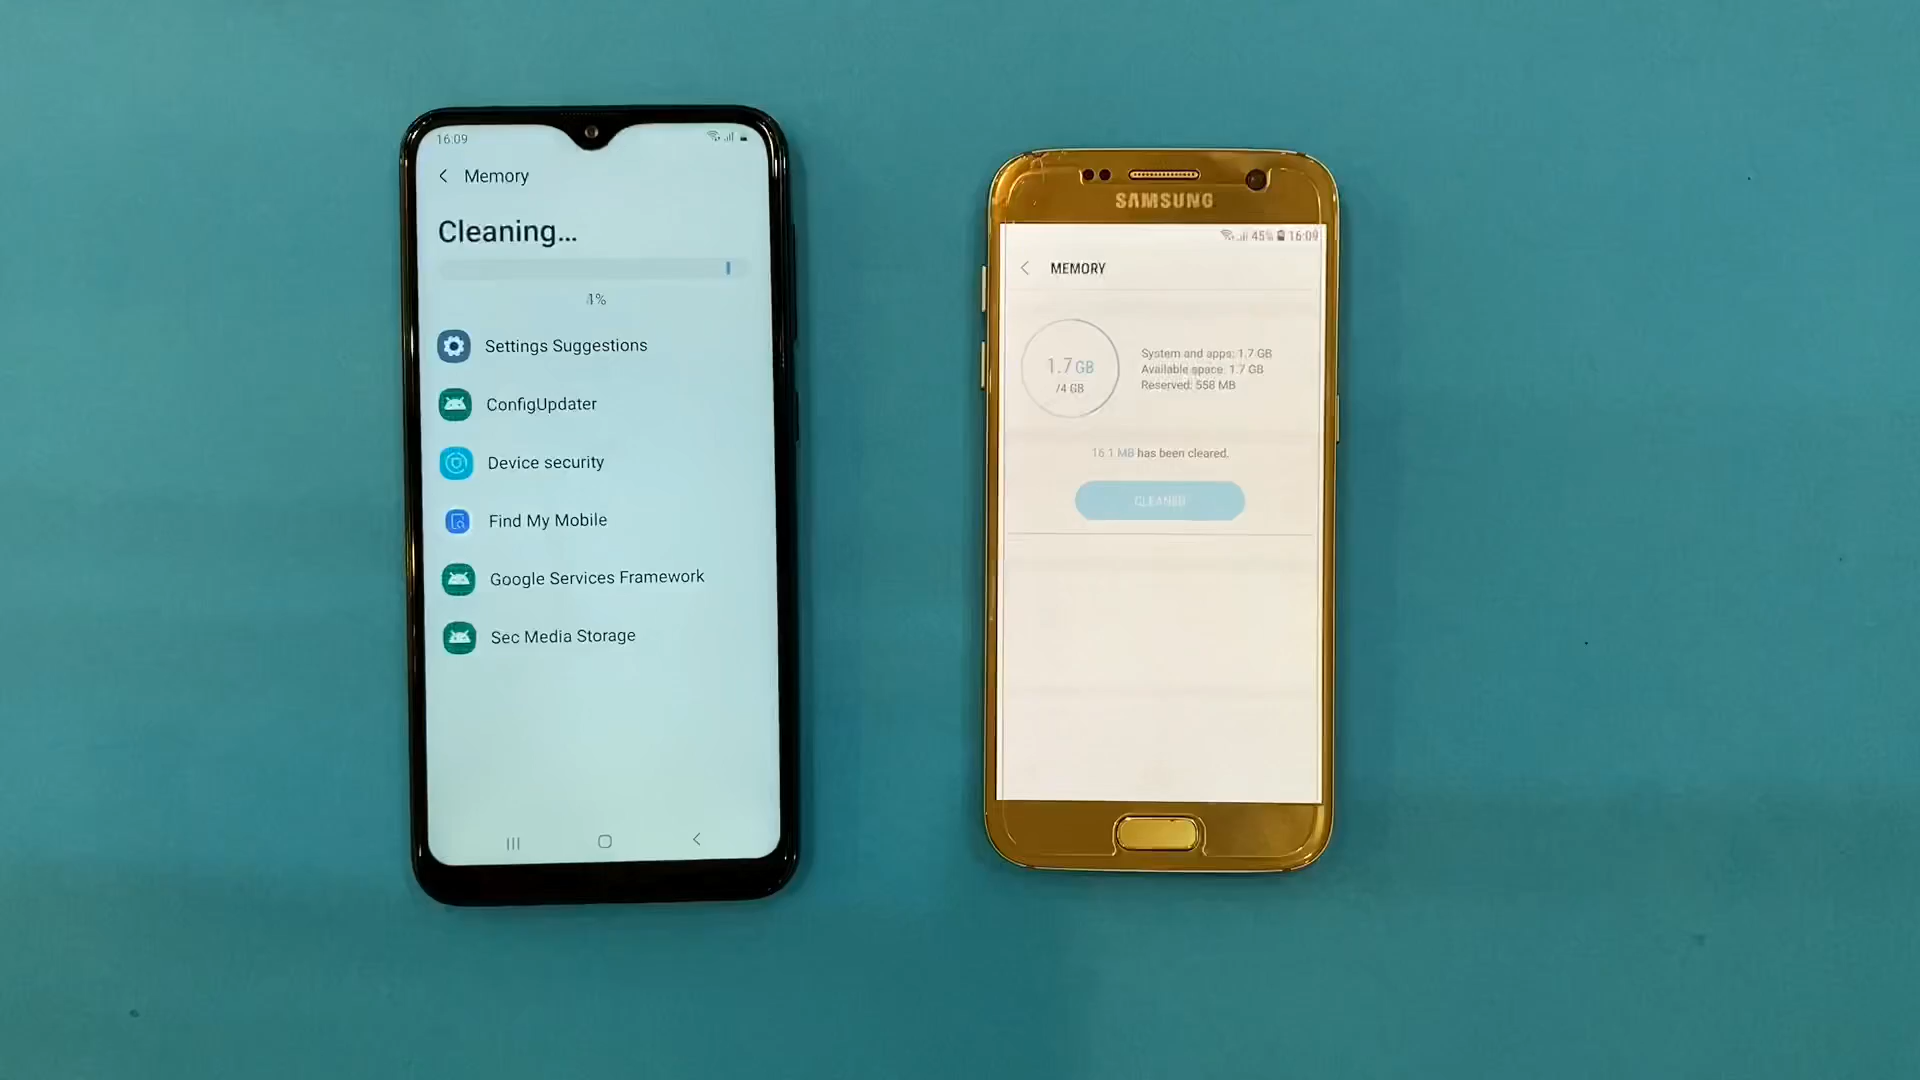 16:09
Memory
Cleaning...
Settings Suggestions
ConfigUpdater
Device security
Find My Mobile
Google Services Framework
Sec Media Storage
SAMSUNG
45% 16:09
MEMORY
1.7 GB
/4 GB
System and apps: 1.7 GB
Available space: 1.7 GB
Reserved: 558 MB
16.1 MB has been cleared.
CLEANED